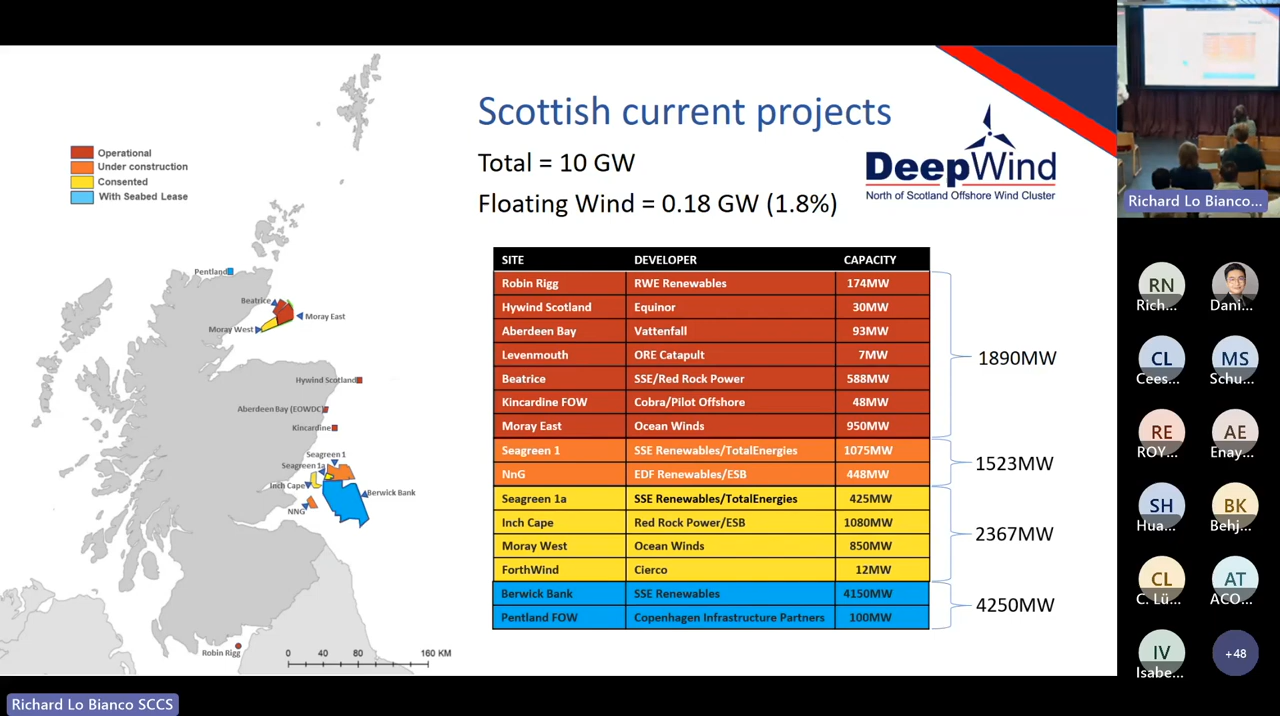 Scottish current projects
Total = 10 GW
Floating Wind = 0.18 GW (1.8%)
DeepWind
North of Scotland Offshore Wind Cluster
Operational
Under construction
Consented
With Seabed Lease
Pentland
Beatrice
Moray East
Moray West
Hywind Scotland
Aberdeen Bay (EOWDC)
Kincardine
Seagreen 1
Seagreen 1a
Inch Cape
Berwick Bank
NNG
Robin Rigg
0 40 80 120 160 KM
SITE DEVELOPER CAPACITY
Robin Rigg RWE Renewables 174MW
Hywind Scotland Equinor 30MW
Aberdeen Bay Vattenfall 93MW
Levenmouth ORE Catapult 7MW
Beatrice SSE/Red Rock Power 588MW
Kincardine FOW Cobra/Pilot Offshore 48MW
Moray East Ocean Winds 950MW
1890MW
Seagreen 1 SSE Renewables/TotalEnergies 1075MW
NnG EDF Renewables/ESB 448MW
1523MW
Seagreen 1a SSE Renewables/TotalEnergies 425MW
Inch Cape Red Rock Power/ESB 1080MW
Moray West Ocean Winds 850MW
ForthWind Cierco 12MW
2367MW
Berwick Bank SSE Renewables 4150MW
Pentland FOW Copenhagen Infrastructure Partners 100MW
4250MW
Richard Lo Bianco...
RN
Rich...
Dani...
CL
Cees...
MS
Schu...
RE
ROY...
AE
Enay...
SH
Hua...
BK
Behj...
CL
C. Lü...
AT
ACO...
IV
Isabe...
+48
Richard Lo Bianco SCCS